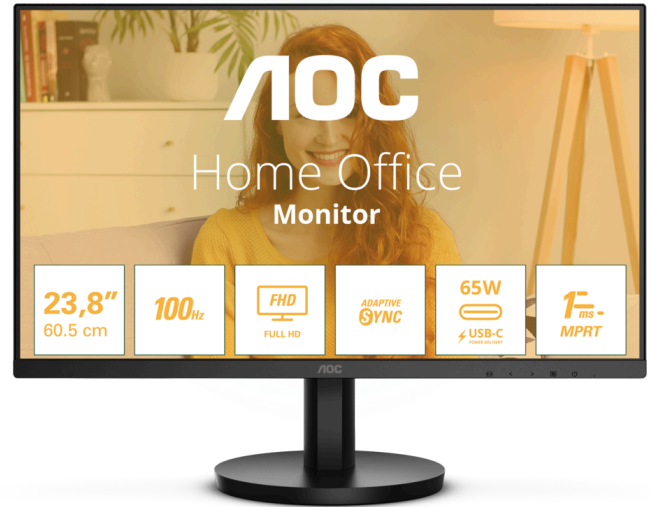 AOC
Home Office
Monitor
23,8”
60.5 cm
100Hz
FHD
FULL HD
ADAPTIVE
SYNC
65W
USB-C
POWER DELIVERY
1ms -
MPRT
AOC